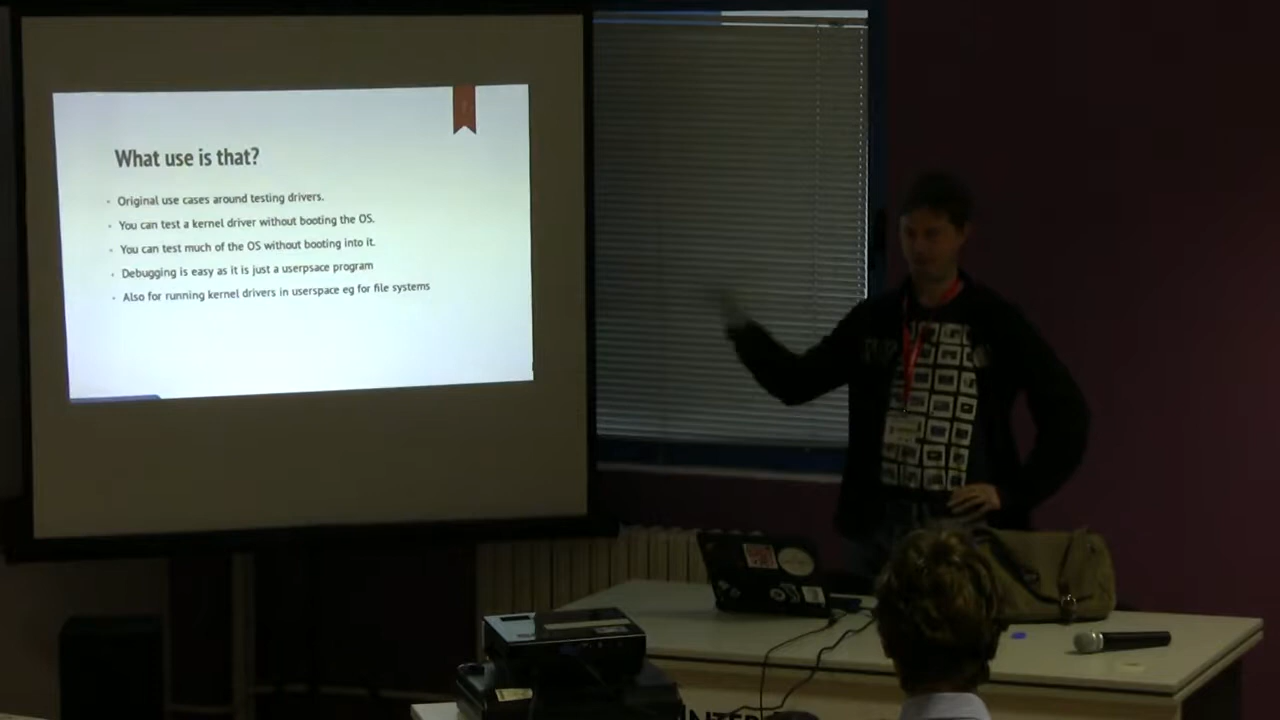 What use is that?
Original use cases around testing drivers.
You can test a kernel driver without booting the OS.
You can test much of the OS without booting into it.
Debugging is easy as it is just a userpsace program
Also for running kernel drivers in userspace eg for file systems